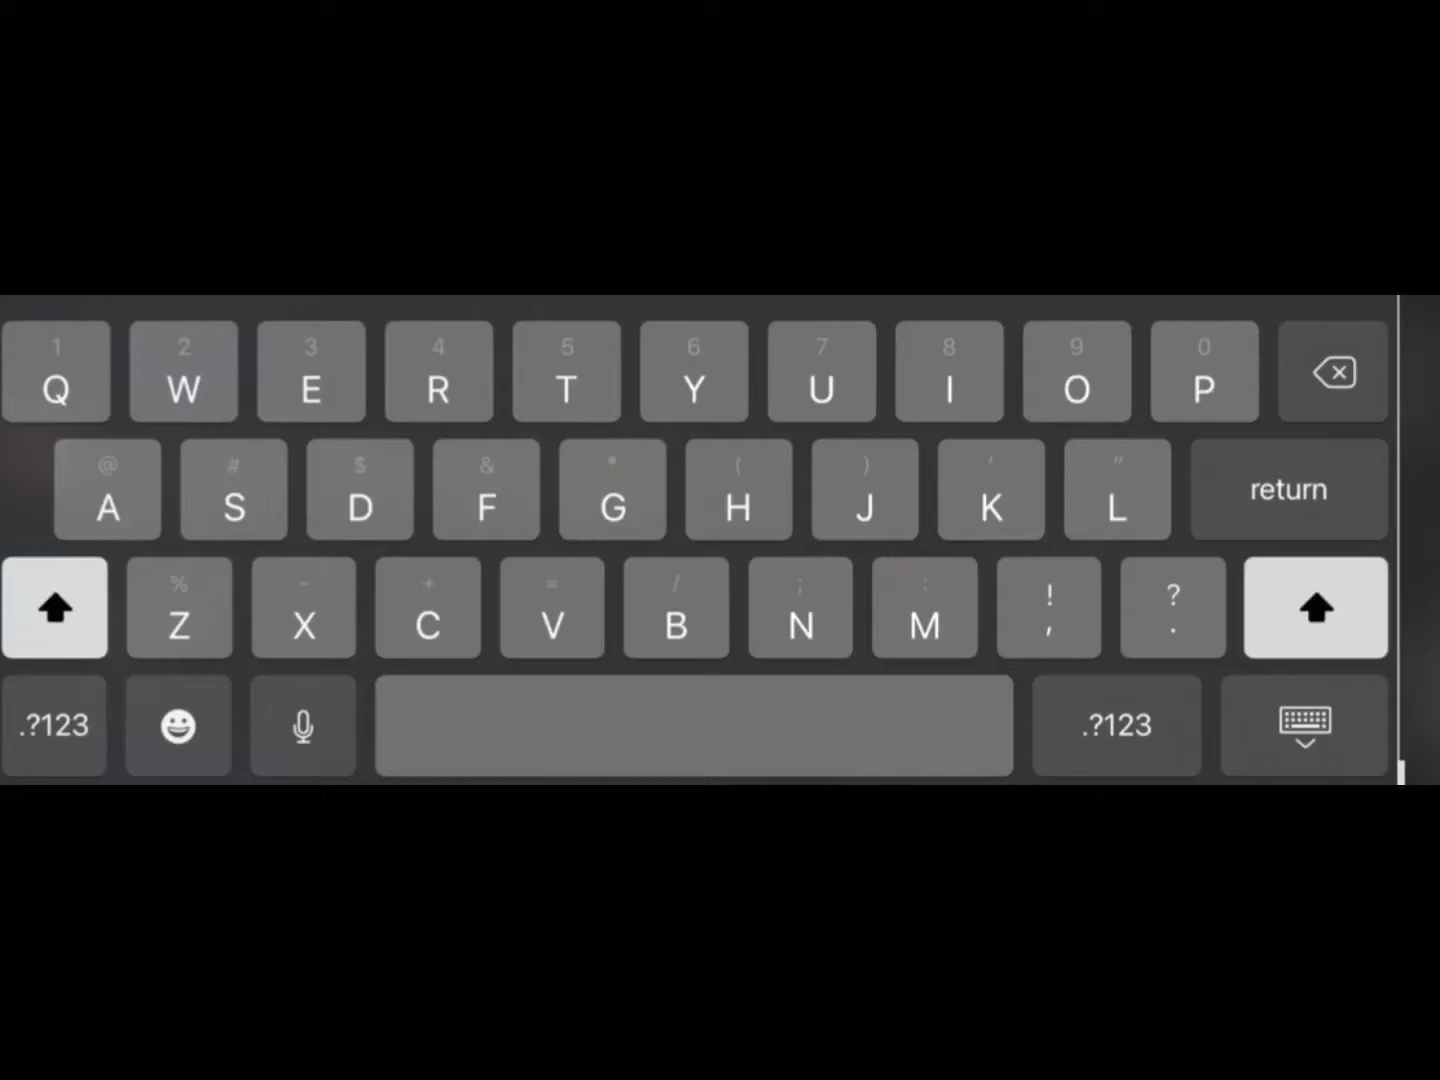 1 2 3 4 5 6 7 8 9 0
Q W E R T Y U I O P
@ # $ & * ( ) ' "
A S D F G H J K L return
% - + = / ; : ! ?
Z X C V B N M , .
.?123 .?123